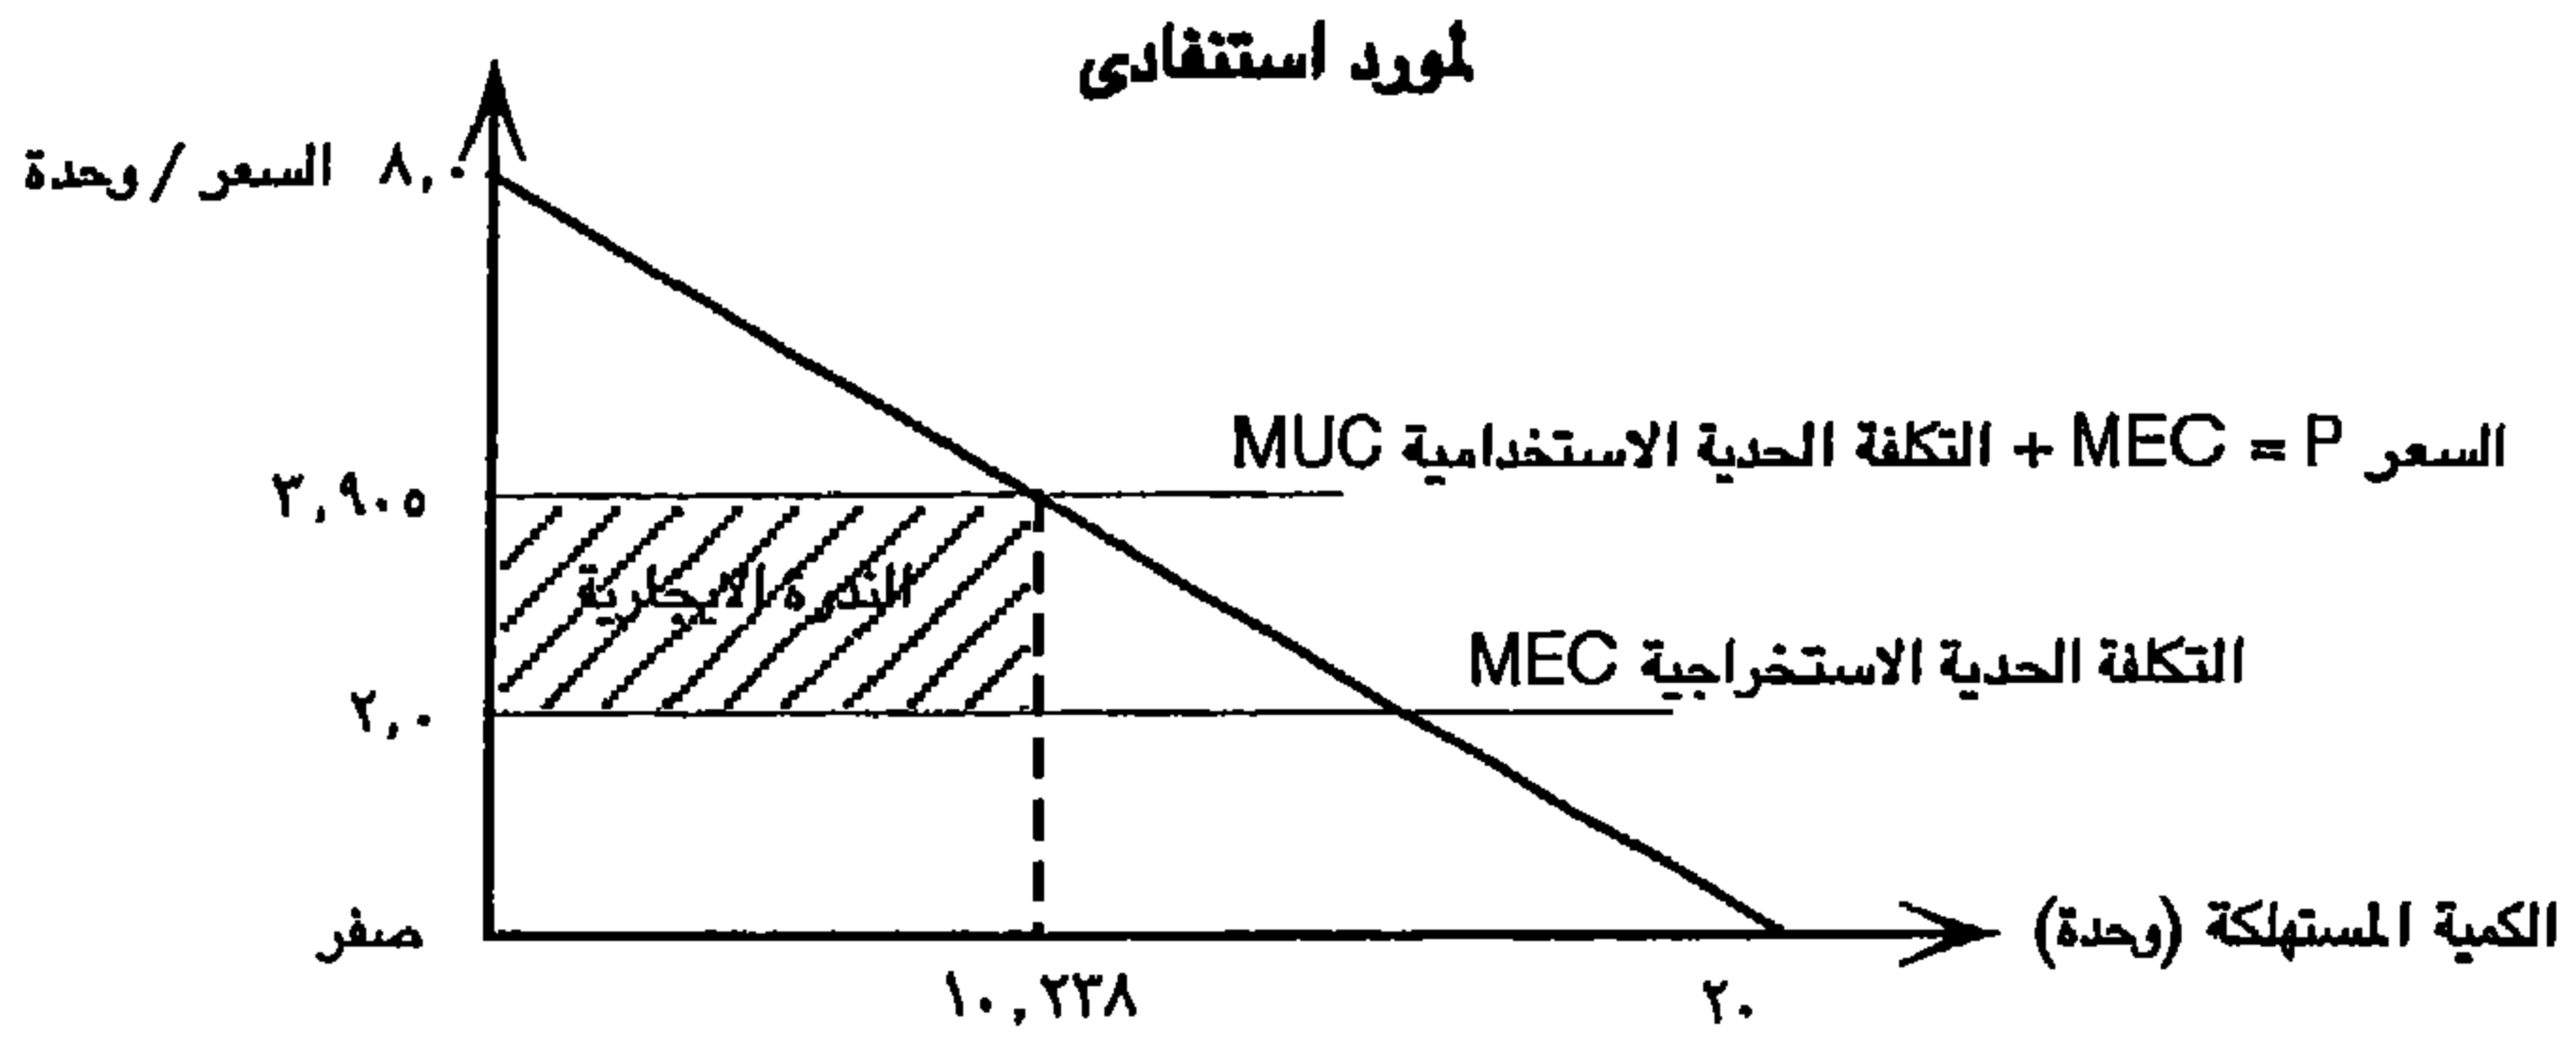 لمورد استنفادى
السعر / وحدة ٨,٠
السعر MEC = P + التكلفة الحدية الاستخدامية MUC
٣,٩٠٥
الندرة الايجارية
التكلفة الحدية الاستخراجية MEC
٢,٠
صفر
الكمية المستهلكة (وحدة)
١٠,٢٣٨
٢٠